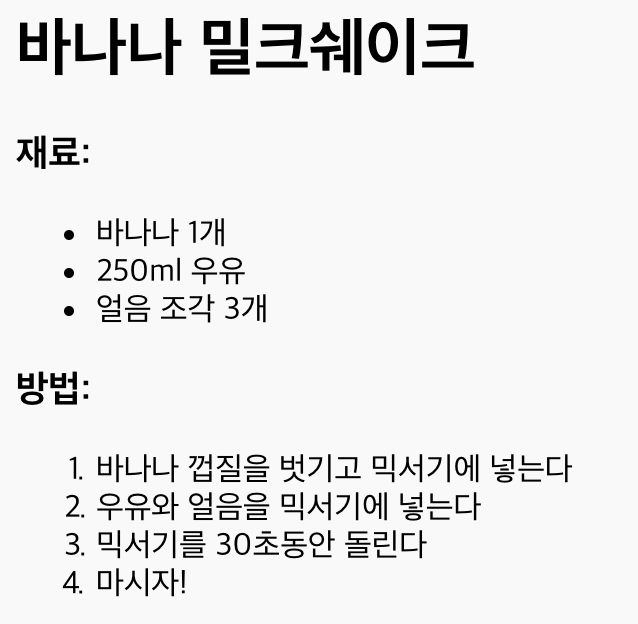 바나나 밀크쉐이크
재료:
• 바나나 1개
• 250ml 우유
• 얼음 조각 3개
방법:
1. 바나나 껍질을 벗기고 믹서기에 넣는다
2. 우유와 얼음을 믹서기에 넣는다
3. 믹서기를 30초동안 돌린다
4. 마시자!